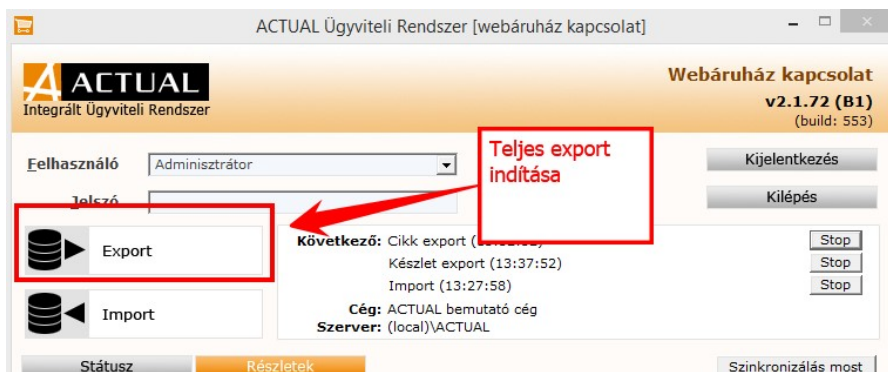 ACTUAL Ügyviteli Rendszer [webáruház kapcsolat]
ACTUAL
Integrált Ügyviteli Rendszer
Webáruház kapcsolat
v2.1.72 (B1)
(build: 553)
Felhasználó
Adminisztrátor
Teljes export
indítása
Kijelentkezés
Jelszó
Kilépés
Export
Következő: Cikk export
Stop
Készlet export (13:37:52)
Stop
Import (13:27:58)
Stop
Import
Cég: ACTUAL bemutató cég
Szerver: (local)\ACTUAL
Státusz
Részletek
Szinkronizálás most